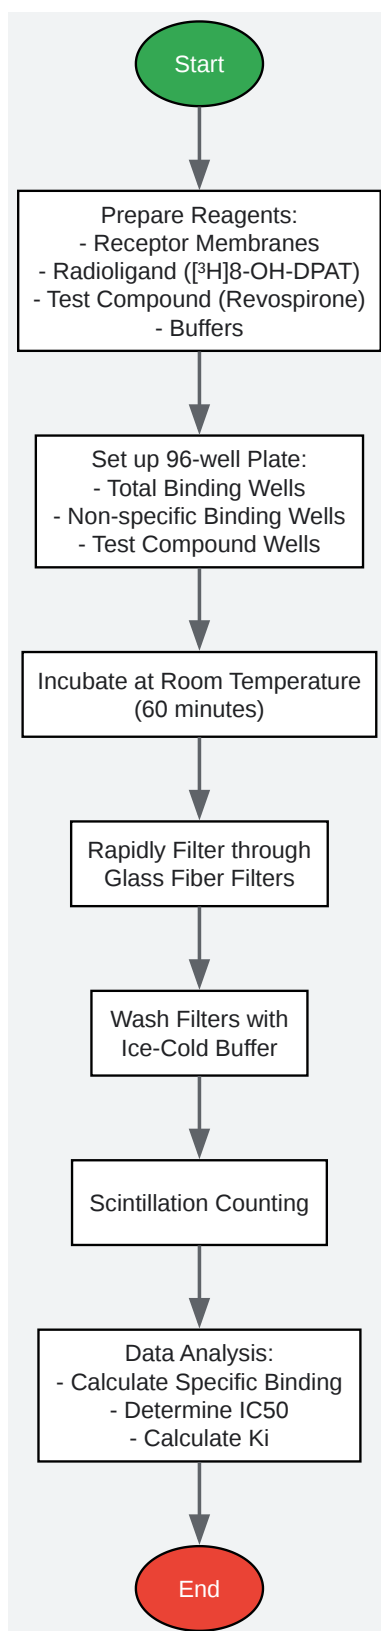 Start
Prepare Reagents:
- Receptor Membranes
- Radioligand ([³H]8-OH-DPAT)
- Test Compound (Revospirone)
- Buffers
Set up 96-well Plate:
- Total Binding Wells
- Non-specific Binding Wells
- Test Compound Wells
Incubate at Room Temperature
(60 minutes)
Rapidly Filter through
Glass Fiber Filters
Wash Filters with
Ice-Cold Buffer
Scintillation Counting
Data Analysis:
- Calculate Specific Binding
- Determine IC50
- Calculate Ki
End